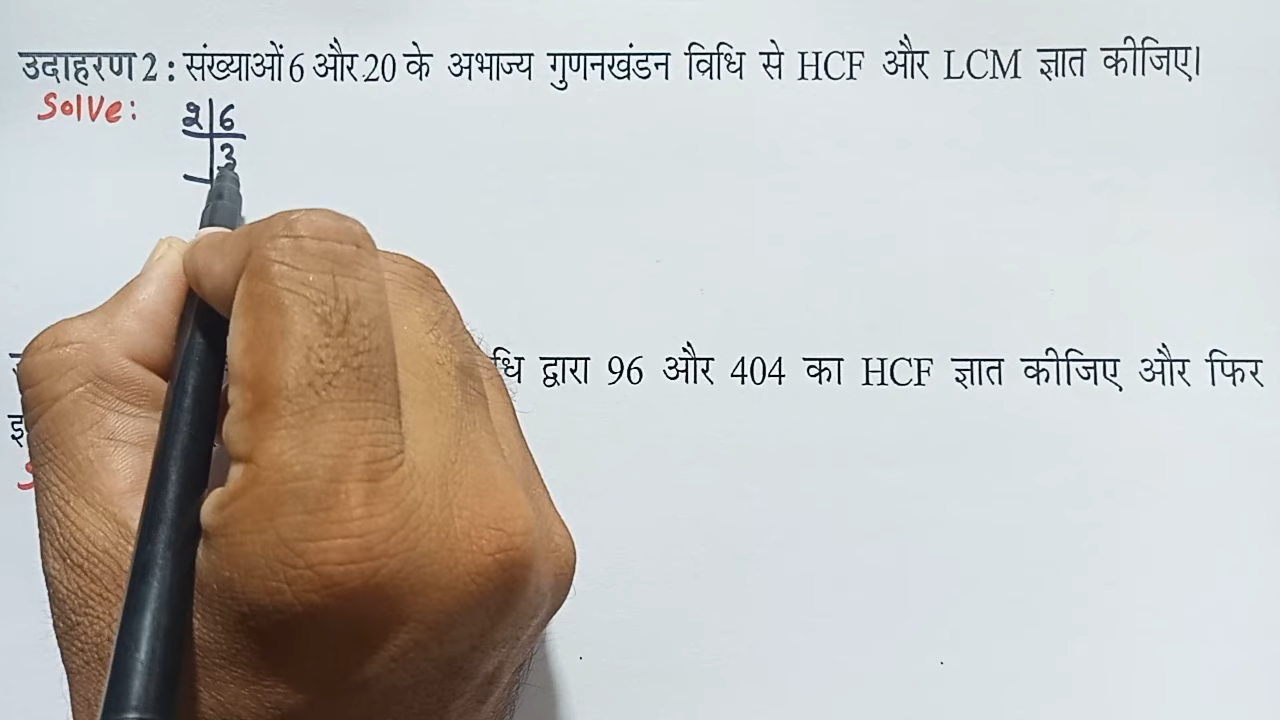 उदाहरण 2 : संख्याओं 6 और 20 के अभाज्य गुणनखंडन विधि से HCF और LCM ज्ञात कीजिए।
Solve:
२ 6
3
द्वारा 96 और 404 का HCF ज्ञात कीजिए और फिर